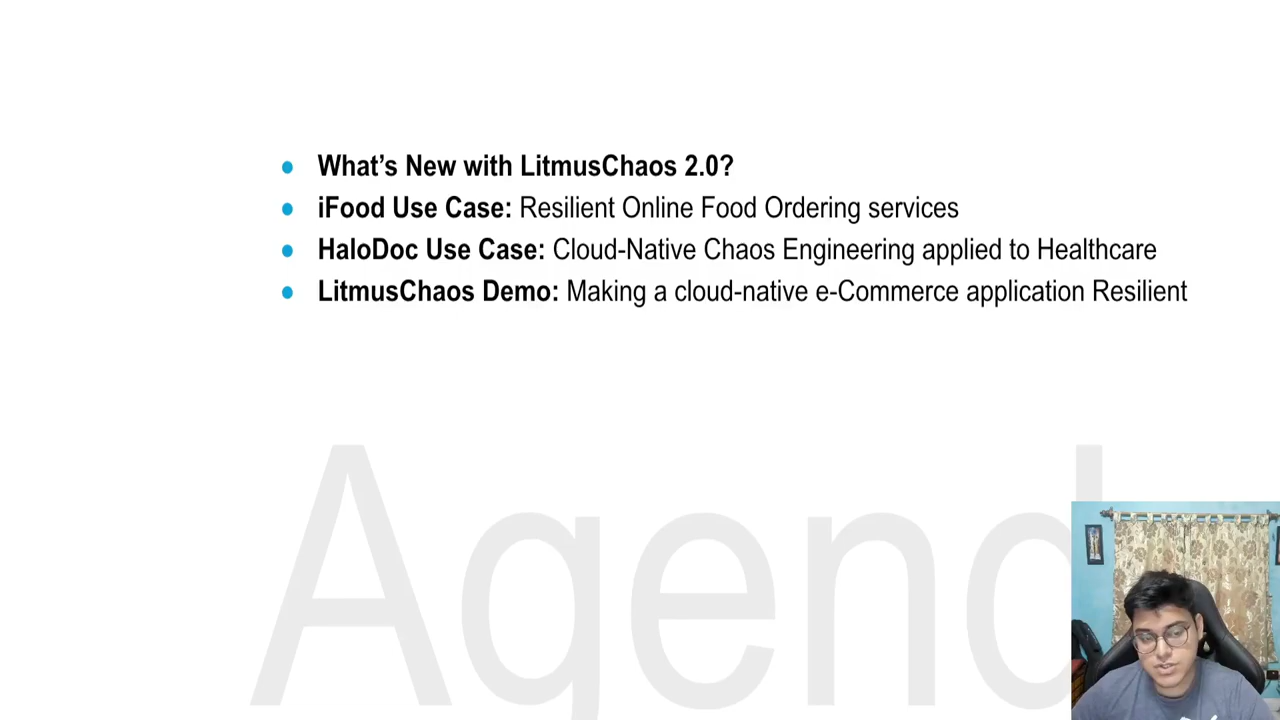 What’s New with LitmusChaos 2.0?
iFood Use Case: Resilient Online Food Ordering services
HaloDoc Use Case: Cloud-Native Chaos Engineering applied to Healthcare
LitmusChaos Demo: Making a cloud-native e-Commerce application Resilient
Agend